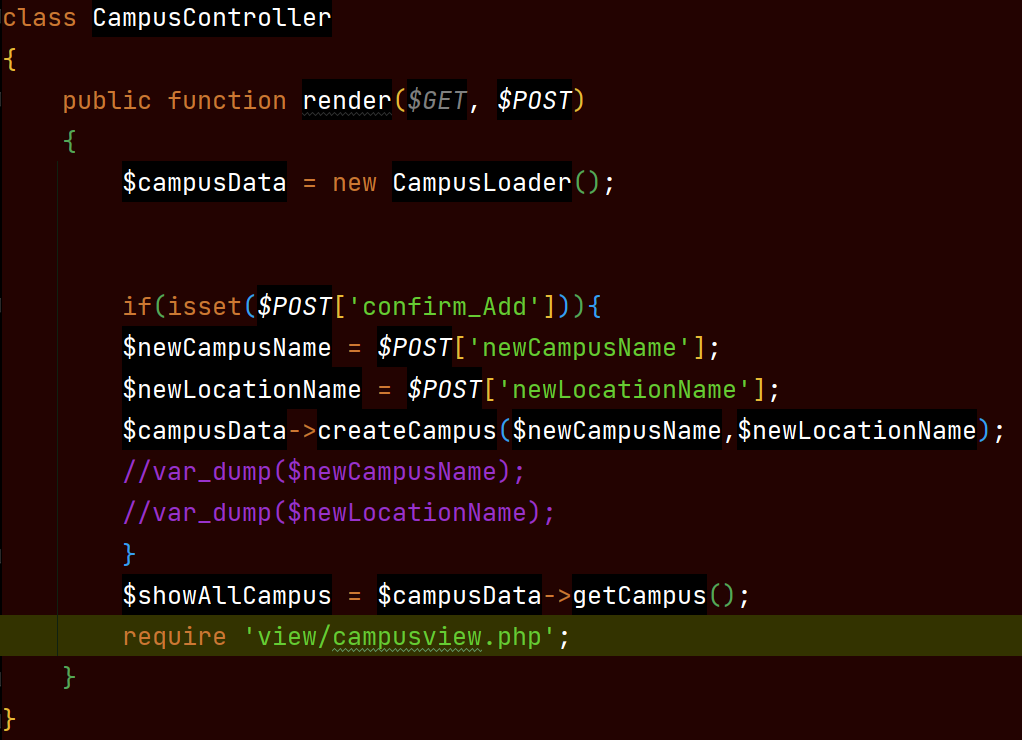 class CampusController
{
    public function render($GET, $POST)
    {
        $campusData = new CampusLoader();
        if(isset($POST['confirm_Add'])){
        $newCampusName = $POST['newCampusName'];
        $newLocationName = $POST['newLocationName'];
        $campusData->createCampus($newCampusName,$newLocationName);
        //var_dump($newCampusName);
        //var_dump($newLocationName);
        }
        $showAllCampus = $campusData->getCampus();
        require 'view/campusview.php';
    }
}